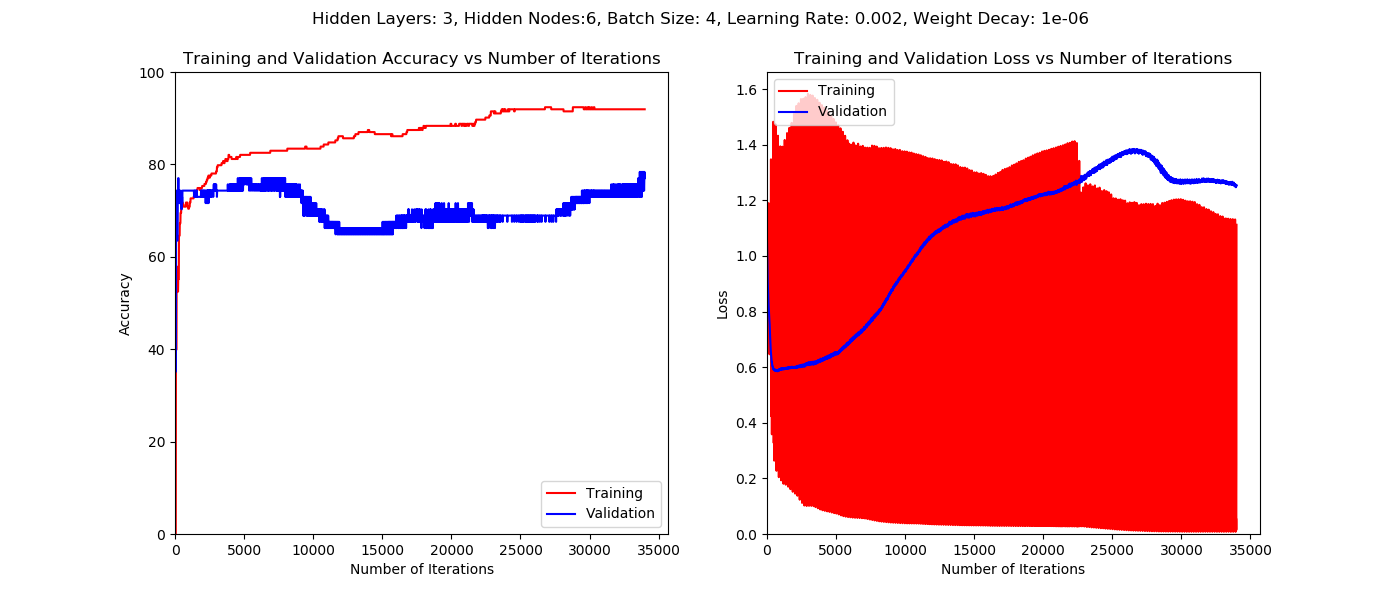 Hidden Layers: 3, Hidden Nodes:6, Batch Size: 4, Learning Rate: 0.002, Weight Decay: 1e-06
Training and Validation Accuracy vs Number of Iterations
100
80
60
40
20
0
Accuracy
0 5000 10000 15000 20000 25000 30000 35000
Number of Iterations
Training
Validation
Training and Validation Loss vs Number of Iterations
Training
Validation
1.6
1.4
1.2
1.0
0.8
0.6
0.4
0.2
0.0
Loss
0 5000 10000 15000 20000 25000 30000 35000
Number of Iterations